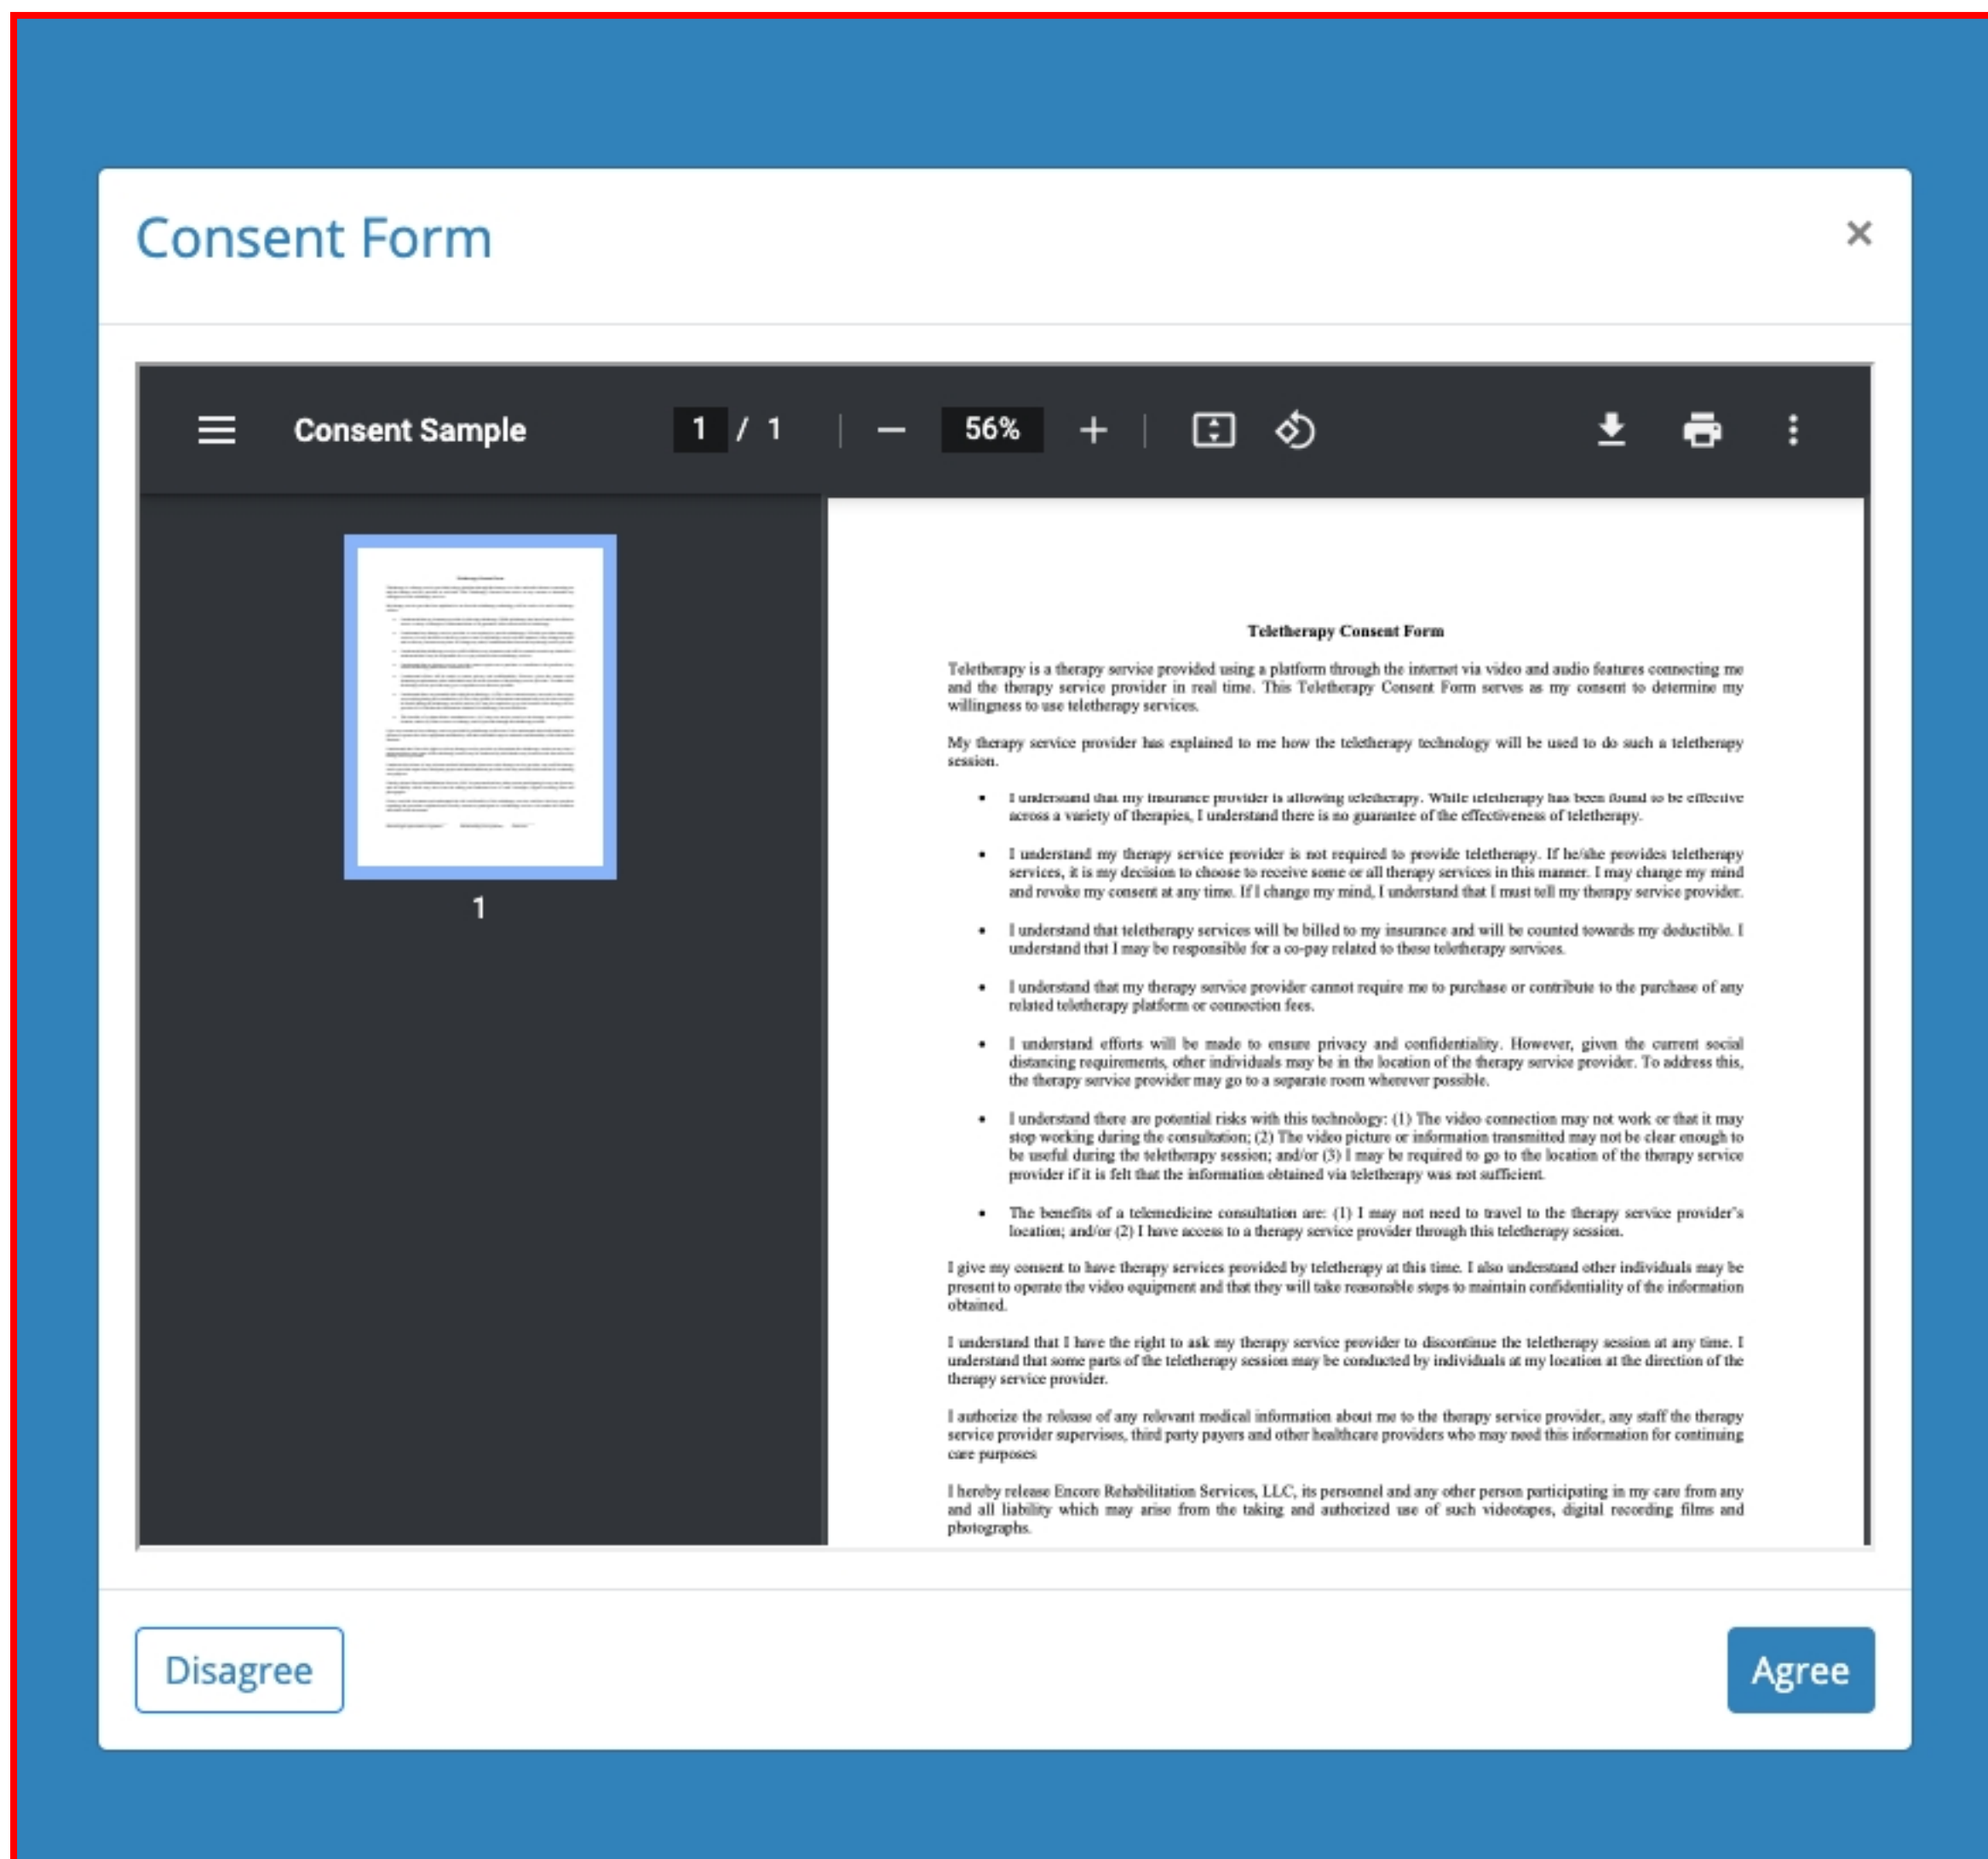 Consent Form
×
Consent Sample
1 / 1
56%
1
Teletherapy Consent Form
Teletherapy is a therapy service provided using a platform through the internet via video and audio features connecting me
and the therapy service provider in real time. This Teletherapy Consent Form serves as my consent to determine my
willingness to use teletherapy services.
My therapy service provider has explained to me how the teletherapy technology will be used to do such a teletherapy
session.
• I understand that my insurance provider is allowing teletherapy. While teletherapy has been found to be effective
across a variety of therapies, I understand there is no guarantee of the effectiveness of teletherapy.
• I understand my therapy service provider is not required to provide teletherapy. If he/she provides teletherapy
services, it is my decision to choose to receive some or all therapy services in this manner. I may change my mind
and revoke my consent at any time. If I change my mind, I understand that I must tell my therapy service provider.
• I understand that teletherapy services will be billed to my insurance and will be counted towards my deductible. I
understand that I may be responsible for a co-pay related to these teletherapy services.
• I understand that my therapy service provider cannot require me to purchase or contribute to the purchase of any
related teletherapy platform or connection fees.
• I understand efforts will be made to ensure privacy and confidentiality. However, given the current social
distancing requirements, other individuals may be in the location of the therapy service provider. To address this,
the therapy service provider may go to a separate room wherever possible.
• I understand there are potential risks with this technology: (1) The video connection may not work or that it may
stop working during the consultation; (2) The video picture or information transmitted may not be clear enough to
be useful during the teletherapy session; and/or (3) I may be required to go to the location of the therapy service
provider if it is felt that the information obtained via teletherapy was not sufficient.
• The benefits of a telemedicine consultation are: (1) I may not need to travel to the therapy service provider's
location; and/or (2) I have access to a therapy service provider through this teletherapy session.
I give my consent to have therapy services provided by teletherapy at this time. I also understand other individuals may be
present to operate the video equipment and that they will take reasonable steps to maintain confidentiality of the information
obtained.
I understand that I have the right to ask my therapy service provider to discontinue the teletherapy session at any time. I
understand that some parts of the teletherapy session may be conducted by individuals at my location at the direction of the
therapy service provider.
I authorize the release of any relevant medical information about me to the therapy service provider, any staff the therapy
service provider supervises, third party payers and other healthcare providers who may need this information for continuing
care purposes
I hereby release Encore Rehabilitation Services, LLC, its personnel and any other person participating in my care from any
and all liability which may arise from the taking and authorized use of such videotapes, digital recording films and
photographs.
Disagree
Agree